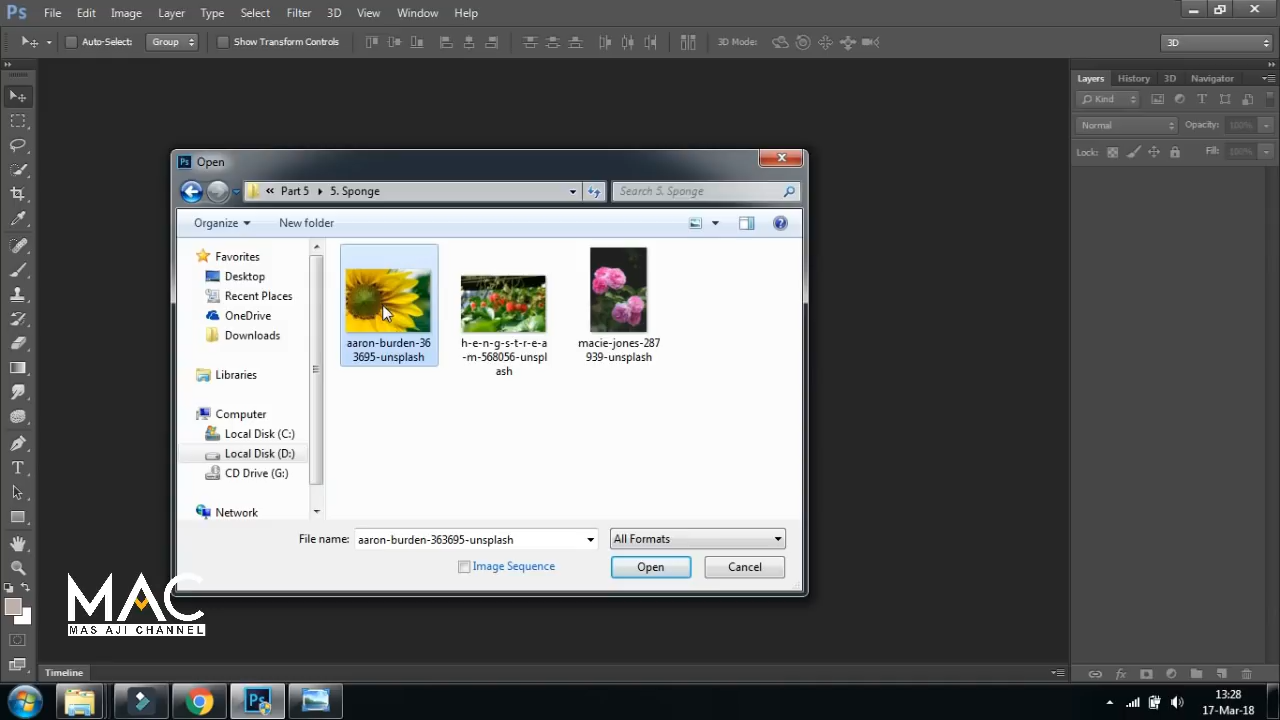 Ps File Edit Image Layer Type Select Filter 3D View Window Help
Auto-Select: Group Show Transform Controls 3D Mode: 3D
Layers History 3D Navigator
Kind
Normal Opacity: 100%
Lock: Fill: 100%
Ps Open
« Part 5 5. Sponge Search 5. Sponge
Organize New folder
Favorites
Desktop
Recent Places
OneDrive
Downloads
Libraries
Computer
Local Disk (C:)
Local Disk (D:)
CD Drive (G:)
Network
aaron-burden-36
3695-unsplash
h-e-n-g-s-t-r-e-a
-m-568056-unspl
ash
macie-jones-287
939-unsplash
File name: aaron-burden-363695-unsplash All Formats
Image Sequence Open Cancel
MAC
MAS AJI CHANNEL
Timeline
Ps
13:28
17-Mar-18